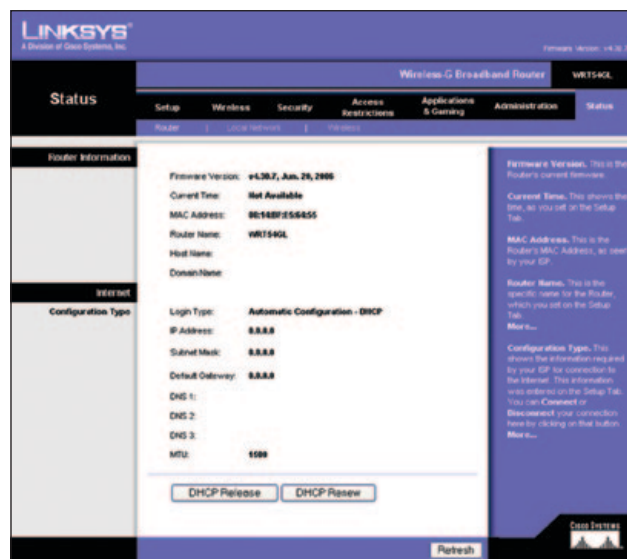 LINKSYS®
A Division of Cisco Systems, Inc.
Firmware Version: v4.30.7
Wireless-G Broadband Router WRT54GL
Status
Setup Wireless Security Access Restrictions Applications & Gaming Administration Status
Router | Local Network | Wireless
Router Information
Firmware Version: v4.30.7, Jun. 20, 2006
Current Time: Not Available
MAC Address:
Router Name: WRT54GL
Host Name:
Domain Name:
Internet
Configuration Type
Login Type: Automatic Configuration - DHCP
IP Address: 0.0.0.0
Subnet Mask: 0.0.0.0
Default Gateway: 0.0.0.0
DNS 1:
DNS 2:
DNS 3:
MTU: 1500
DHCP Release DHCP Renew
Firmware Version. This is the
Router's current firmware.
Current Time. This shows the
time, as you set on the Setup
Tab.
MAC Address. This is the
Router's MAC Address, as seen
by your ISP.
Router Name. This is the
specific name for the Router,
which you set on the Setup
Tab.
More...
Configuration Type. This
shows the information required
by your ISP for connection to
the Internet. This information
was entered on the Setup Tab.
You can Connect or
Disconnect your connection
here by clicking on that button.
More...
Refresh
CISCO SYSTEMS